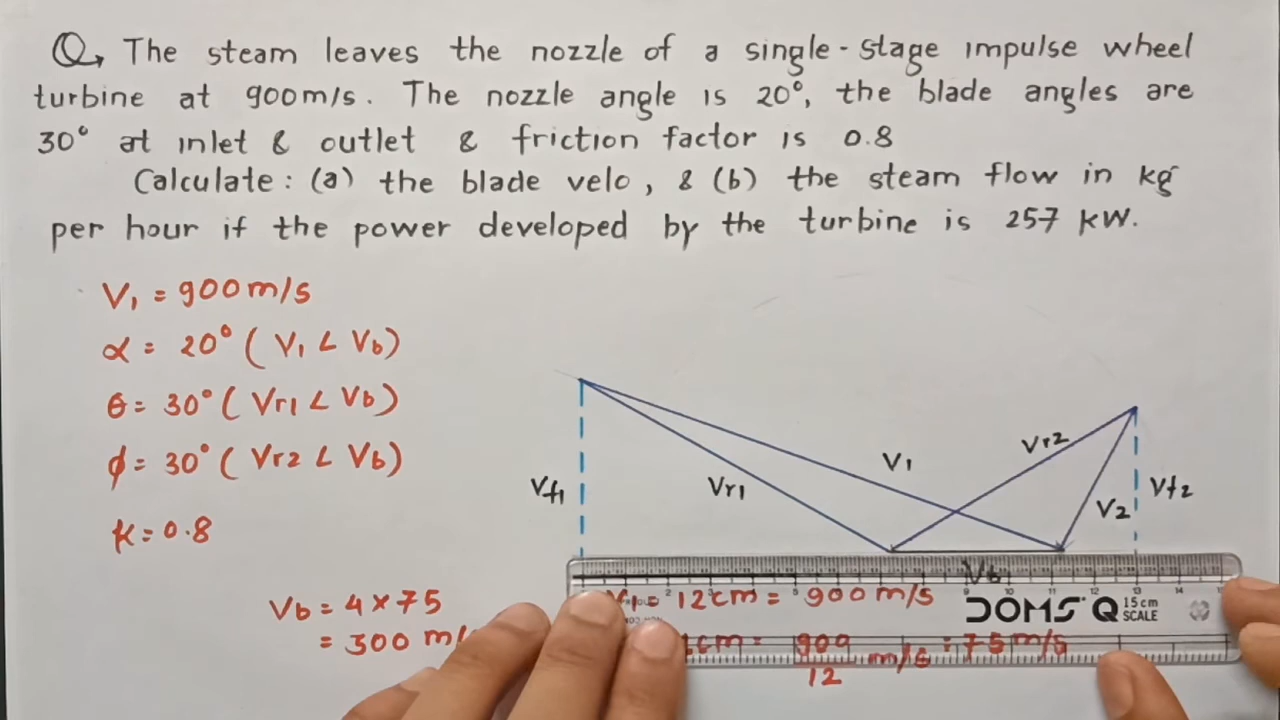 Q, The steam leaves the nozzle of a single-stage impulse wheel
turbine at 900m/s. The nozzle angle is 20°, the blade angles are
30° at inlet & outlet & friction factor is 0.8
Calculate: (a) the blade velo, & (b) the steam flow in kg
per hour if the power developed by the turbine is 257 kW.
V1 = 900m/s
α = 20° ( V1 ∠ Vb)
θ = 30° ( Vr1 ∠ Vb)
ϕ = 30° ( Vr2 ∠ Vb)
K = 0.8
Vb = 4 × 75
= 300 m/
Vf1
Vr1
V1
Vr2
V2
Vf2
Vb
V1 = 12cm = 900 m/s
cm = 900/12 m/s = 75 m/s
DOMS Q 15cm
SCALE